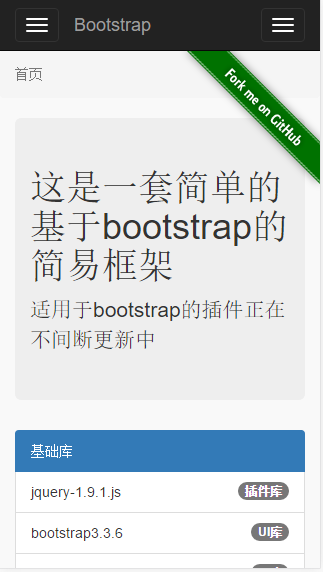 Bootstrap
首页
Fork me on GitHub
这是一套简单的
基于bootstrap的
简易框架
适用于bootstrap的插件正在
不间断更新中
基础库
jquery-1.9.1.js 插件库
bootstrap3.3.6 UI库